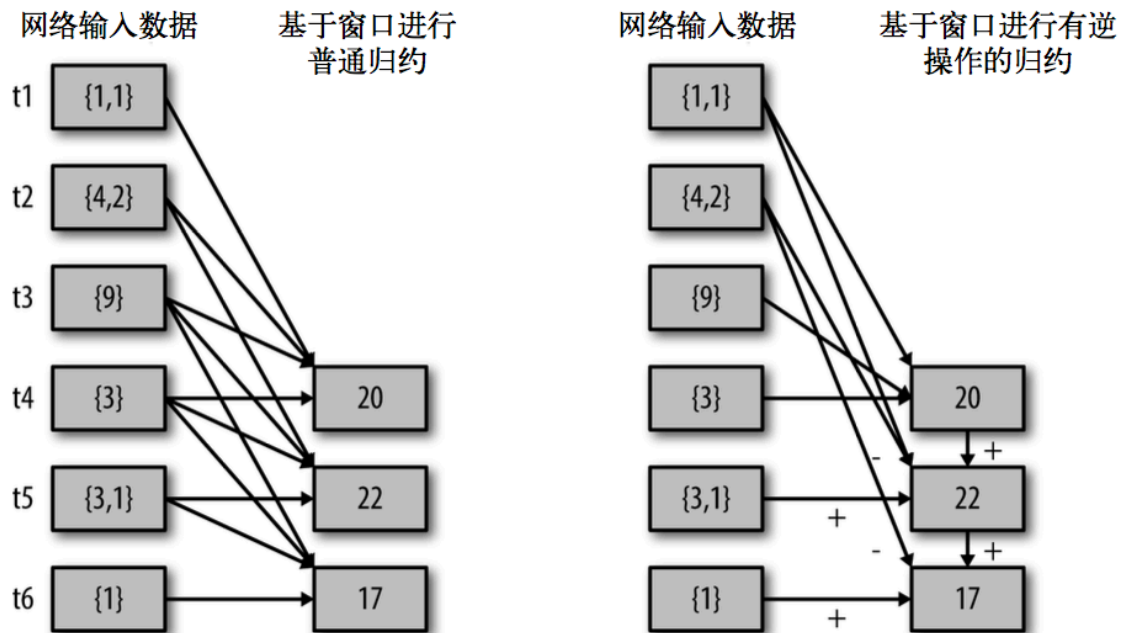 网络输入数据
基于窗口进行
普通归约
t1
{1,1}
t2
{4,2}
t3
{9}
t4
{3}
20
t5
{3,1}
22
t6
{1}
17
网络输入数据
基于窗口进行有逆
操作的归约
{1,1}
{4,2}
{9}
{3}
20
- +
{3,1}
22
+
- +
{1}
17
+